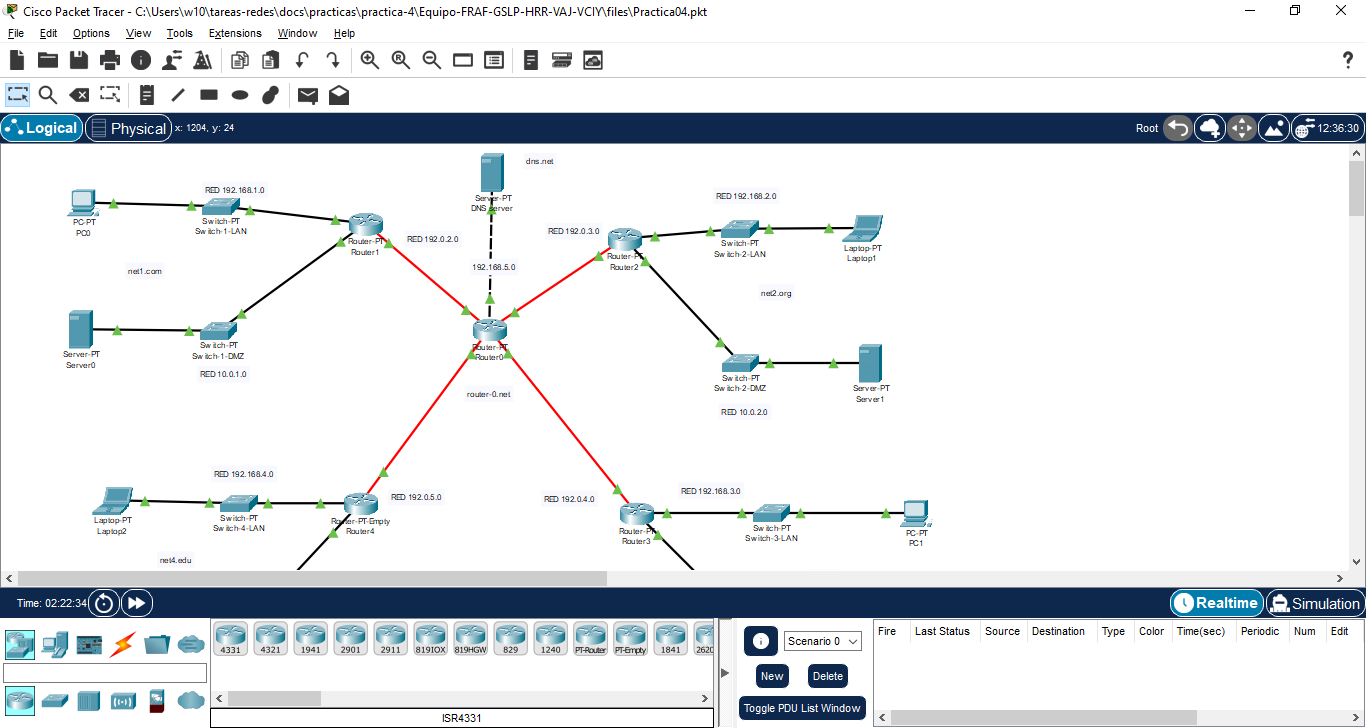 Cisco Packet Tracer - C:\Users\w10\tareas-redes\docs\practicas\practica-4\Equipo-FRAF-GSLP-HRR-VAJ-VCIY\files\Practica04.pkt
File Edit Options View Tools Extensions Window Help
Logical Physical x: 1204, y: 24 Root 12:36:30
dns.net
RED 192.168.1.0
RED 192.168.2.0
Server-PT
DNS server
PC-PT
PC0
Switch-PT
Switch-1-LAN
Router-PT
Router1
RED 192.0.2.0
RED 192.0.3.0
Router-PT
Router2
Switch-PT
Switch-2-LAN
Laptop-PT
Laptop1
net1.com
192.168.5.0
net2.org
Server-PT
Server0
Switch-PT
Switch-1-DMZ
RED 10.0.1.0
Router-PT
Router0
router-0.net
Switch-PT
Switch-2-DMZ
Server-PT
Server1
RED 10.0.2.0
RED 192.168.4.0
RED 192.0.5.0
RED 192.0.4.0
RED 192.168.3.0
Laptop-PT
Laptop2
Switch-PT
Switch-4-LAN
Router-PT-Empty
Router4
Router-PT
Router3
Switch-PT
Switch-3-LAN
PC-PT
PC1
net4.edu
Time: 02:22:34 Realtime Simulation
4331 4321 1941 2901 2911 819IOX 819HGW 829 1240 PT-Router PT-Empty 1841 2620
ISR4331
Scenario 0
New Delete
Toggle PDU List Window
Fire Last Status Source Destination Type Color Time(sec) Periodic Num Edit